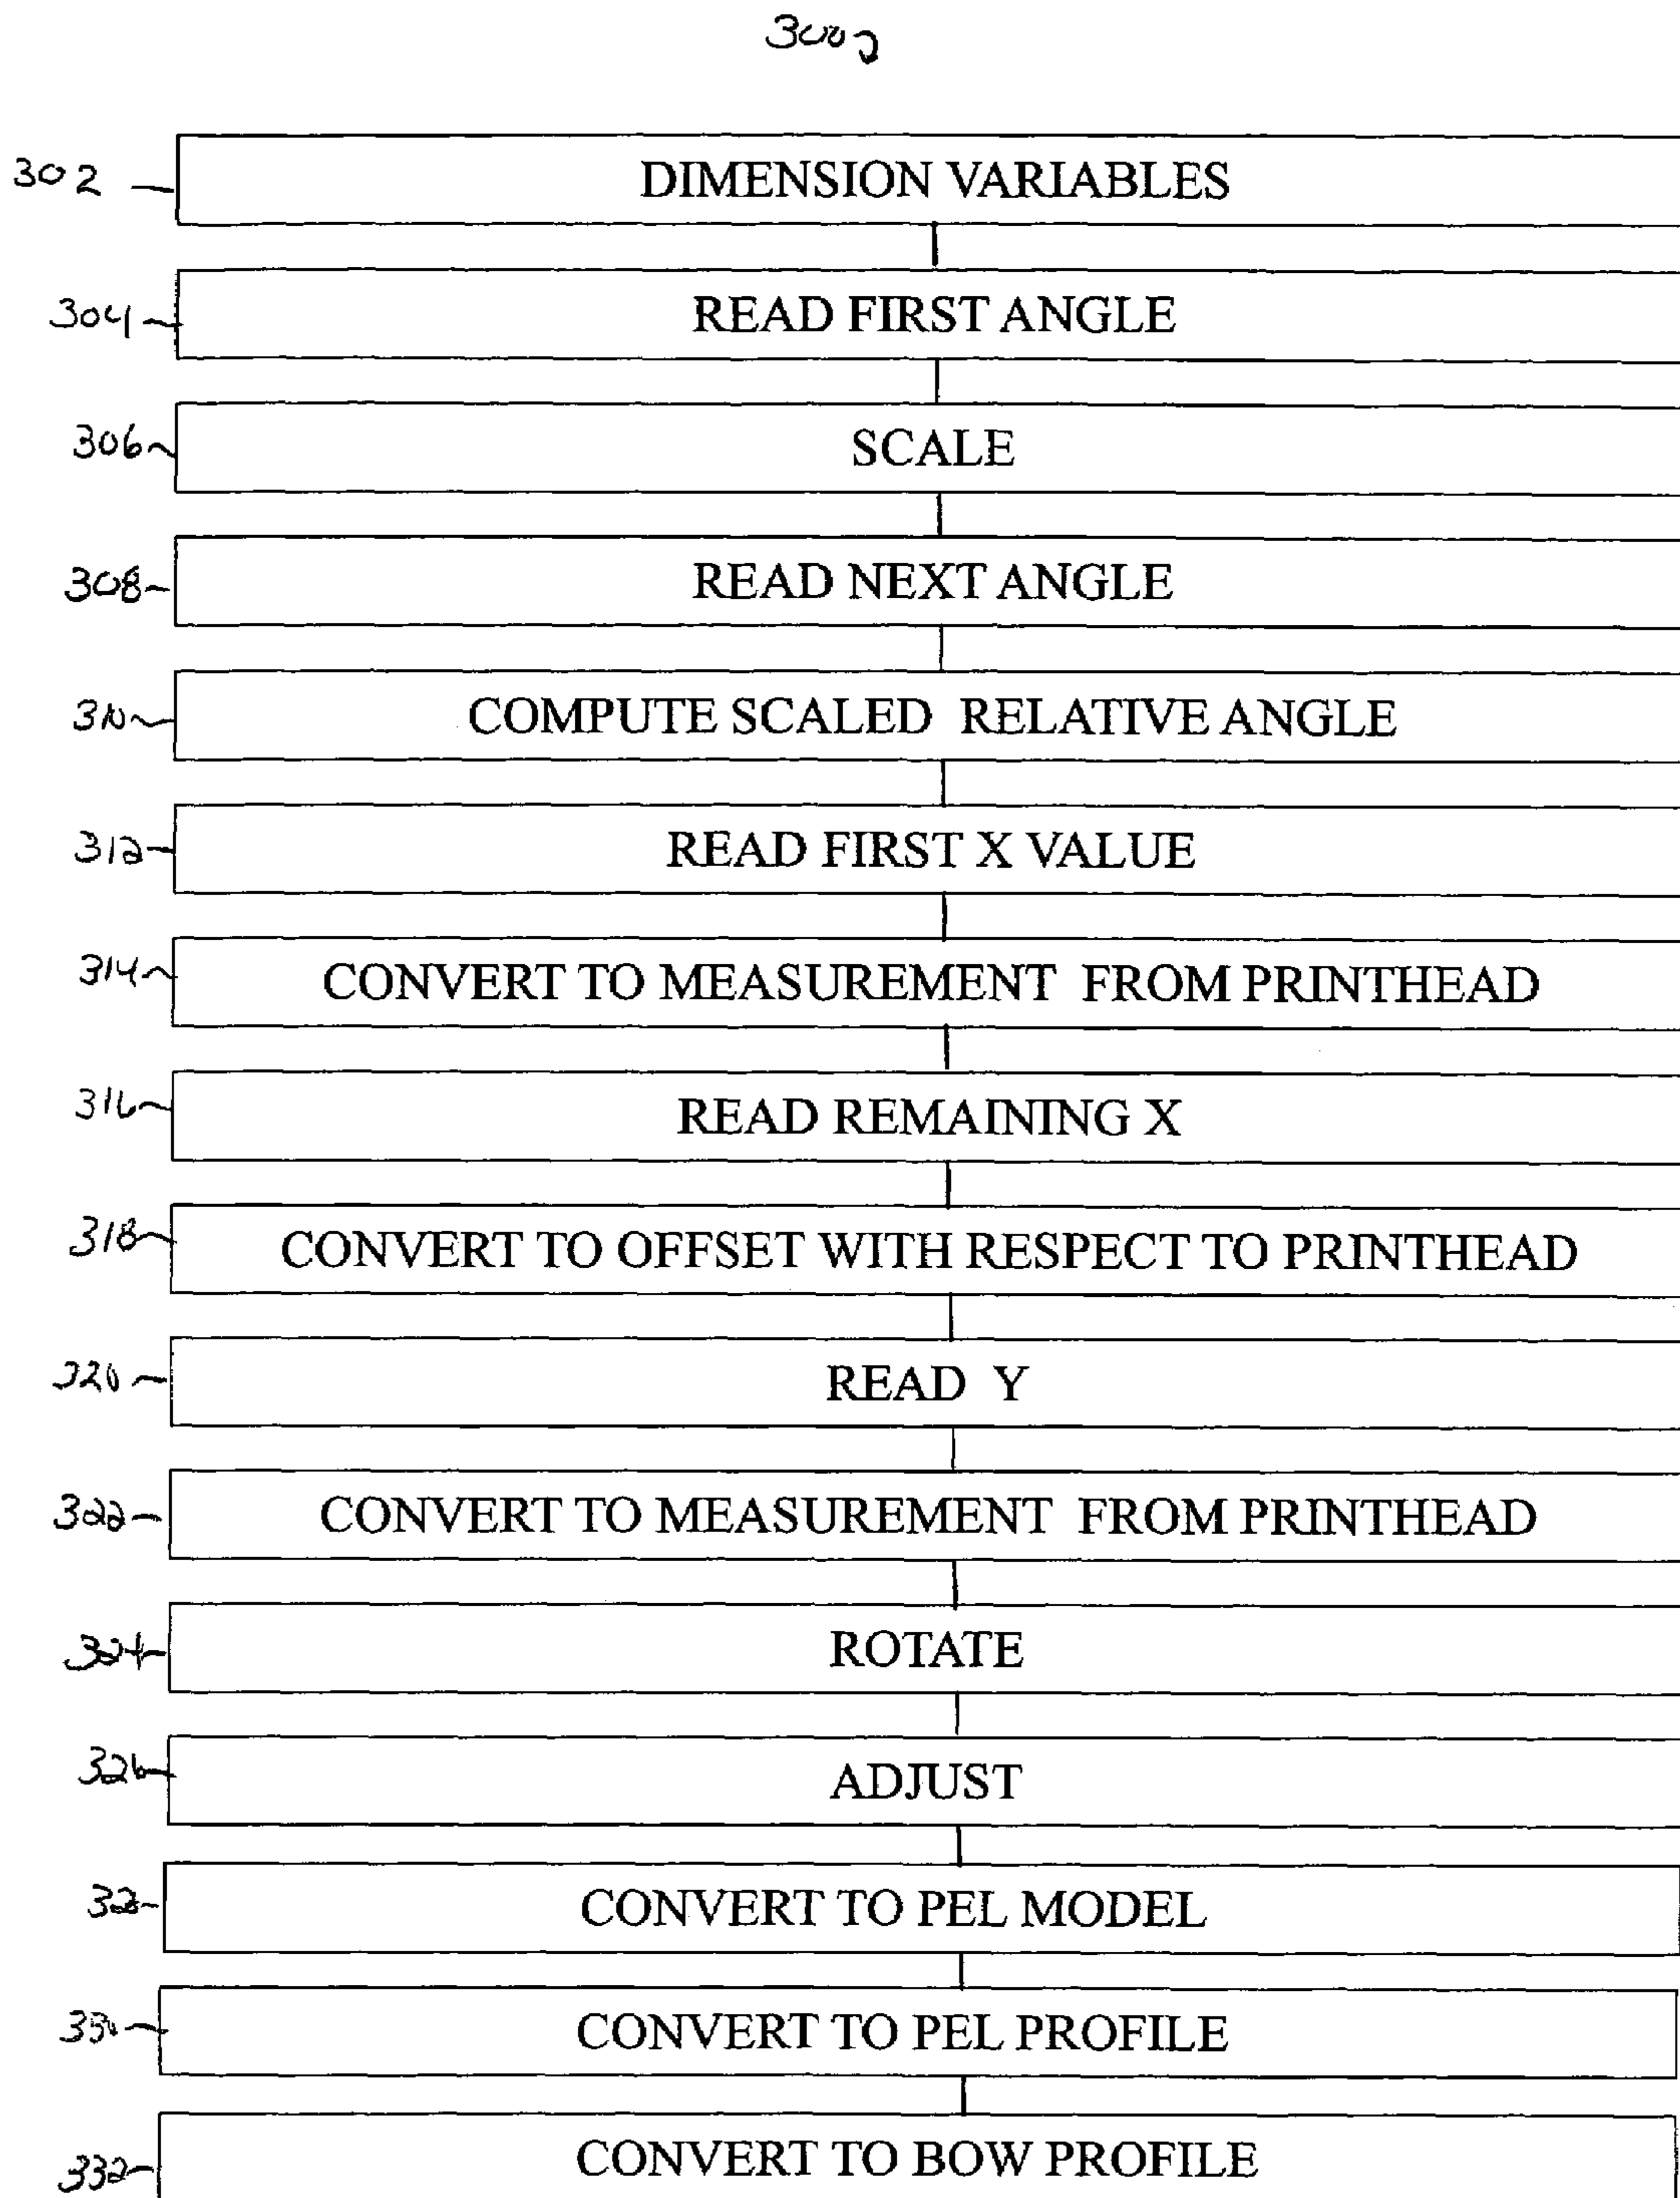 300
302 DIMENSION VARIABLES
304 READ FIRST ANGLE
306 SCALE
308 READ NEXT ANGLE
310 COMPUTE SCALED RELATIVE ANGLE
312 READ FIRST X VALUE
314 CONVERT TO MEASUREMENT FROM PRINTHEAD
316 READ REMAINING X
318 CONVERT TO OFFSET WITH RESPECT TO PRINTHEAD
320 READ Y
322 CONVERT TO MEASUREMENT FROM PRINTHEAD
324 ROTATE
326 ADJUST
CONVERT TO PEL MODEL
330 CONVERT TO PEL PROFILE
332 CONVERT TO BOW PROFILE